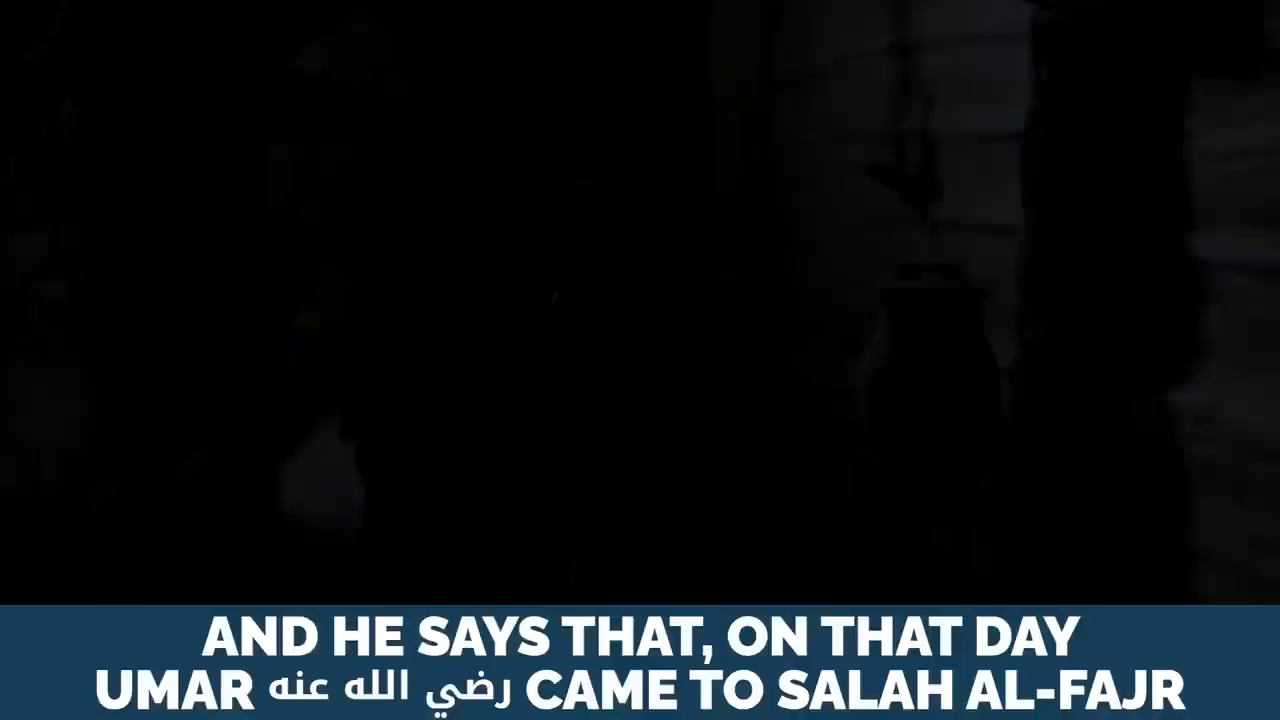 AND HE SAYS THAT, ON THAT DAY
UMAR رضي الله عنه CAME TO SALAH AL-FAJR